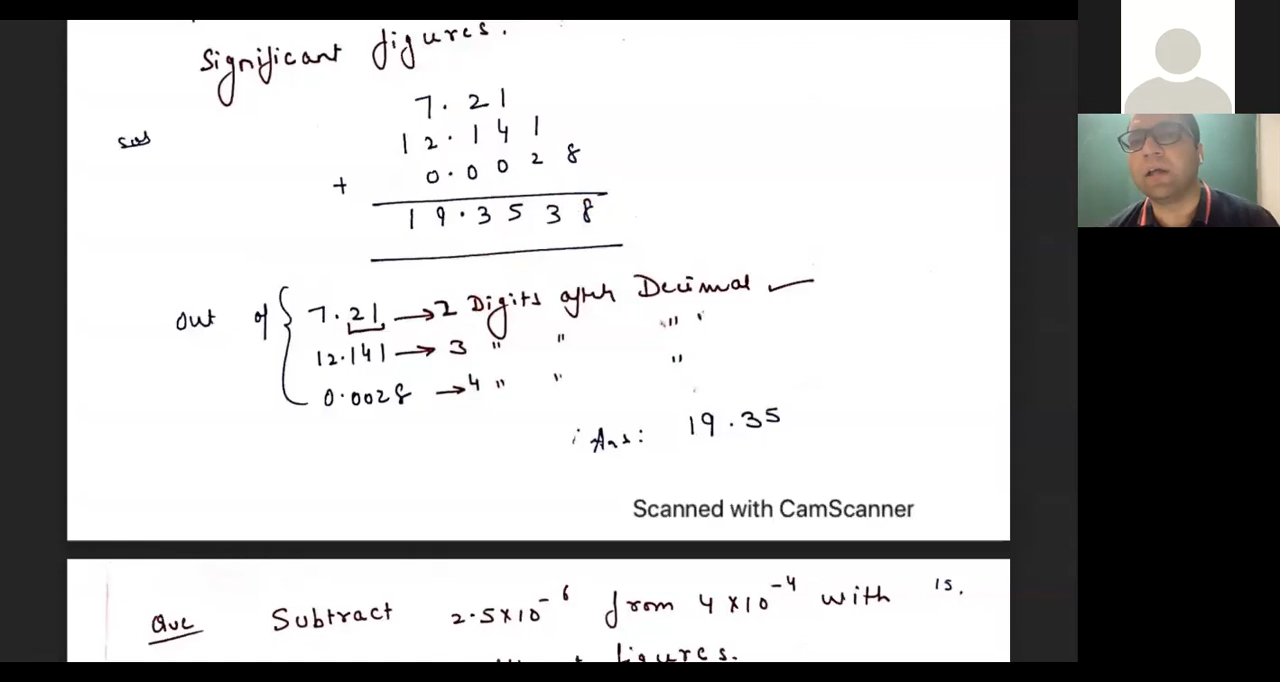 Significant figures.
sol
7.21
12.141
+ 0.0028
19.3538
out of { 7.21 → 2 Digits after Decimal ✓
12.141 → 3 " " " "
0.0028 → 4 " " "
Ans: 19.35
Scanned with CamScanner
Que Subtract 2.5×10⁻⁶ from 4×10⁻⁴ with
figures.